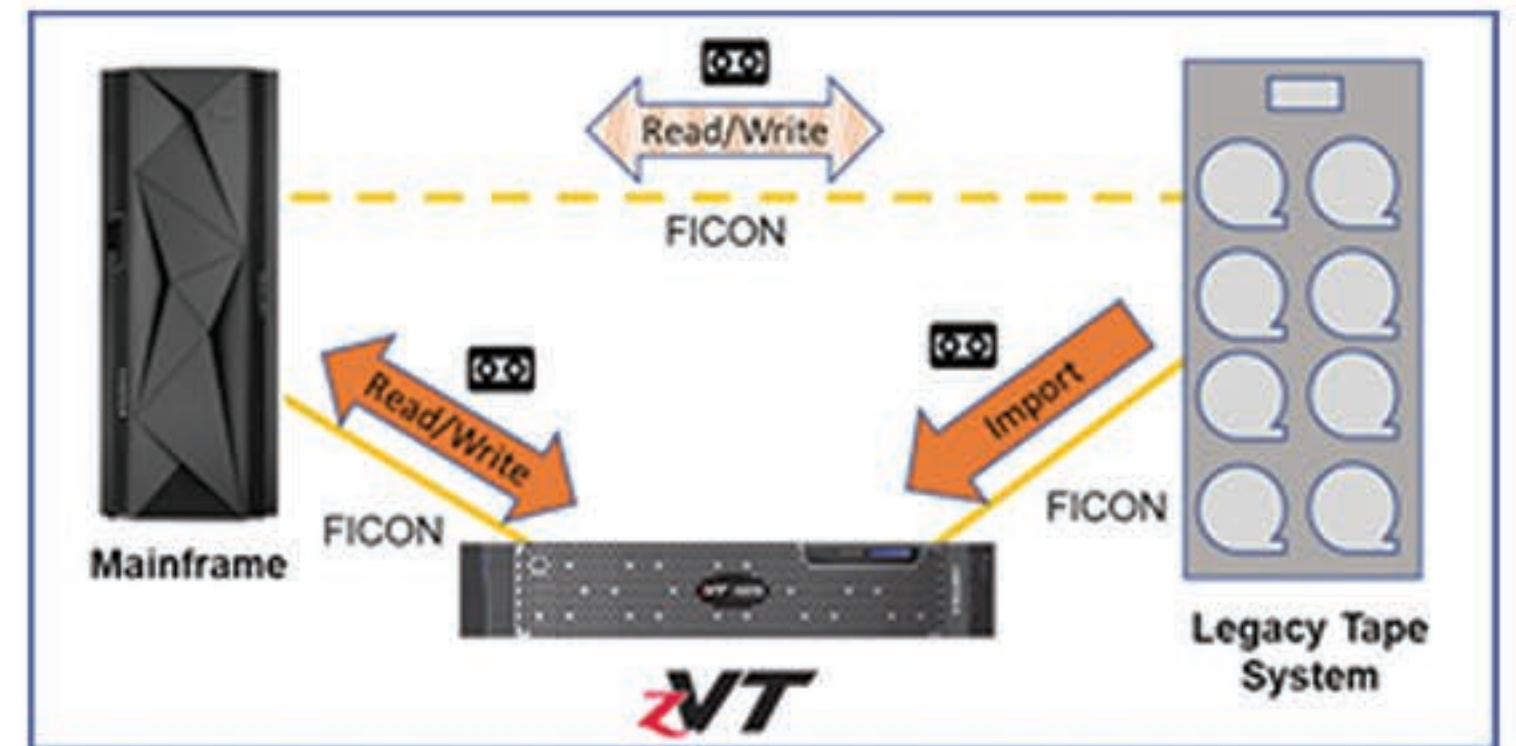 Read/Write
FICON
Read/Write
Import
FICON
FICON
Mainframe
Legacy Tape
System
zVT